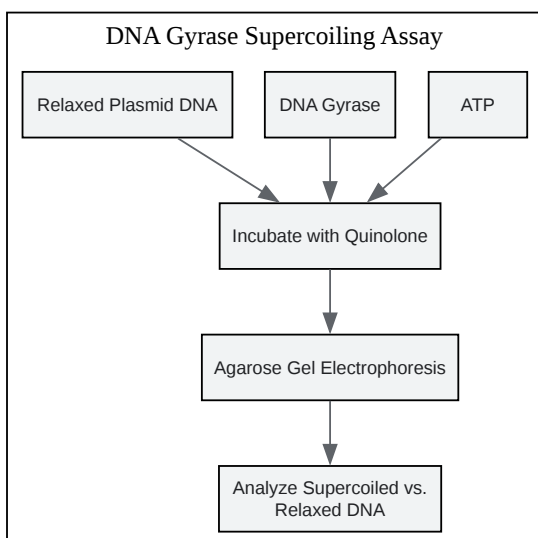 DNA Gyrase Supercoiling Assay
Relaxed Plasmid DNA
DNA Gyrase
ATP
Incubate with Quinolone
Agarose Gel Electrophoresis
Analyze Supercoiled vs.
Relaxed DNA